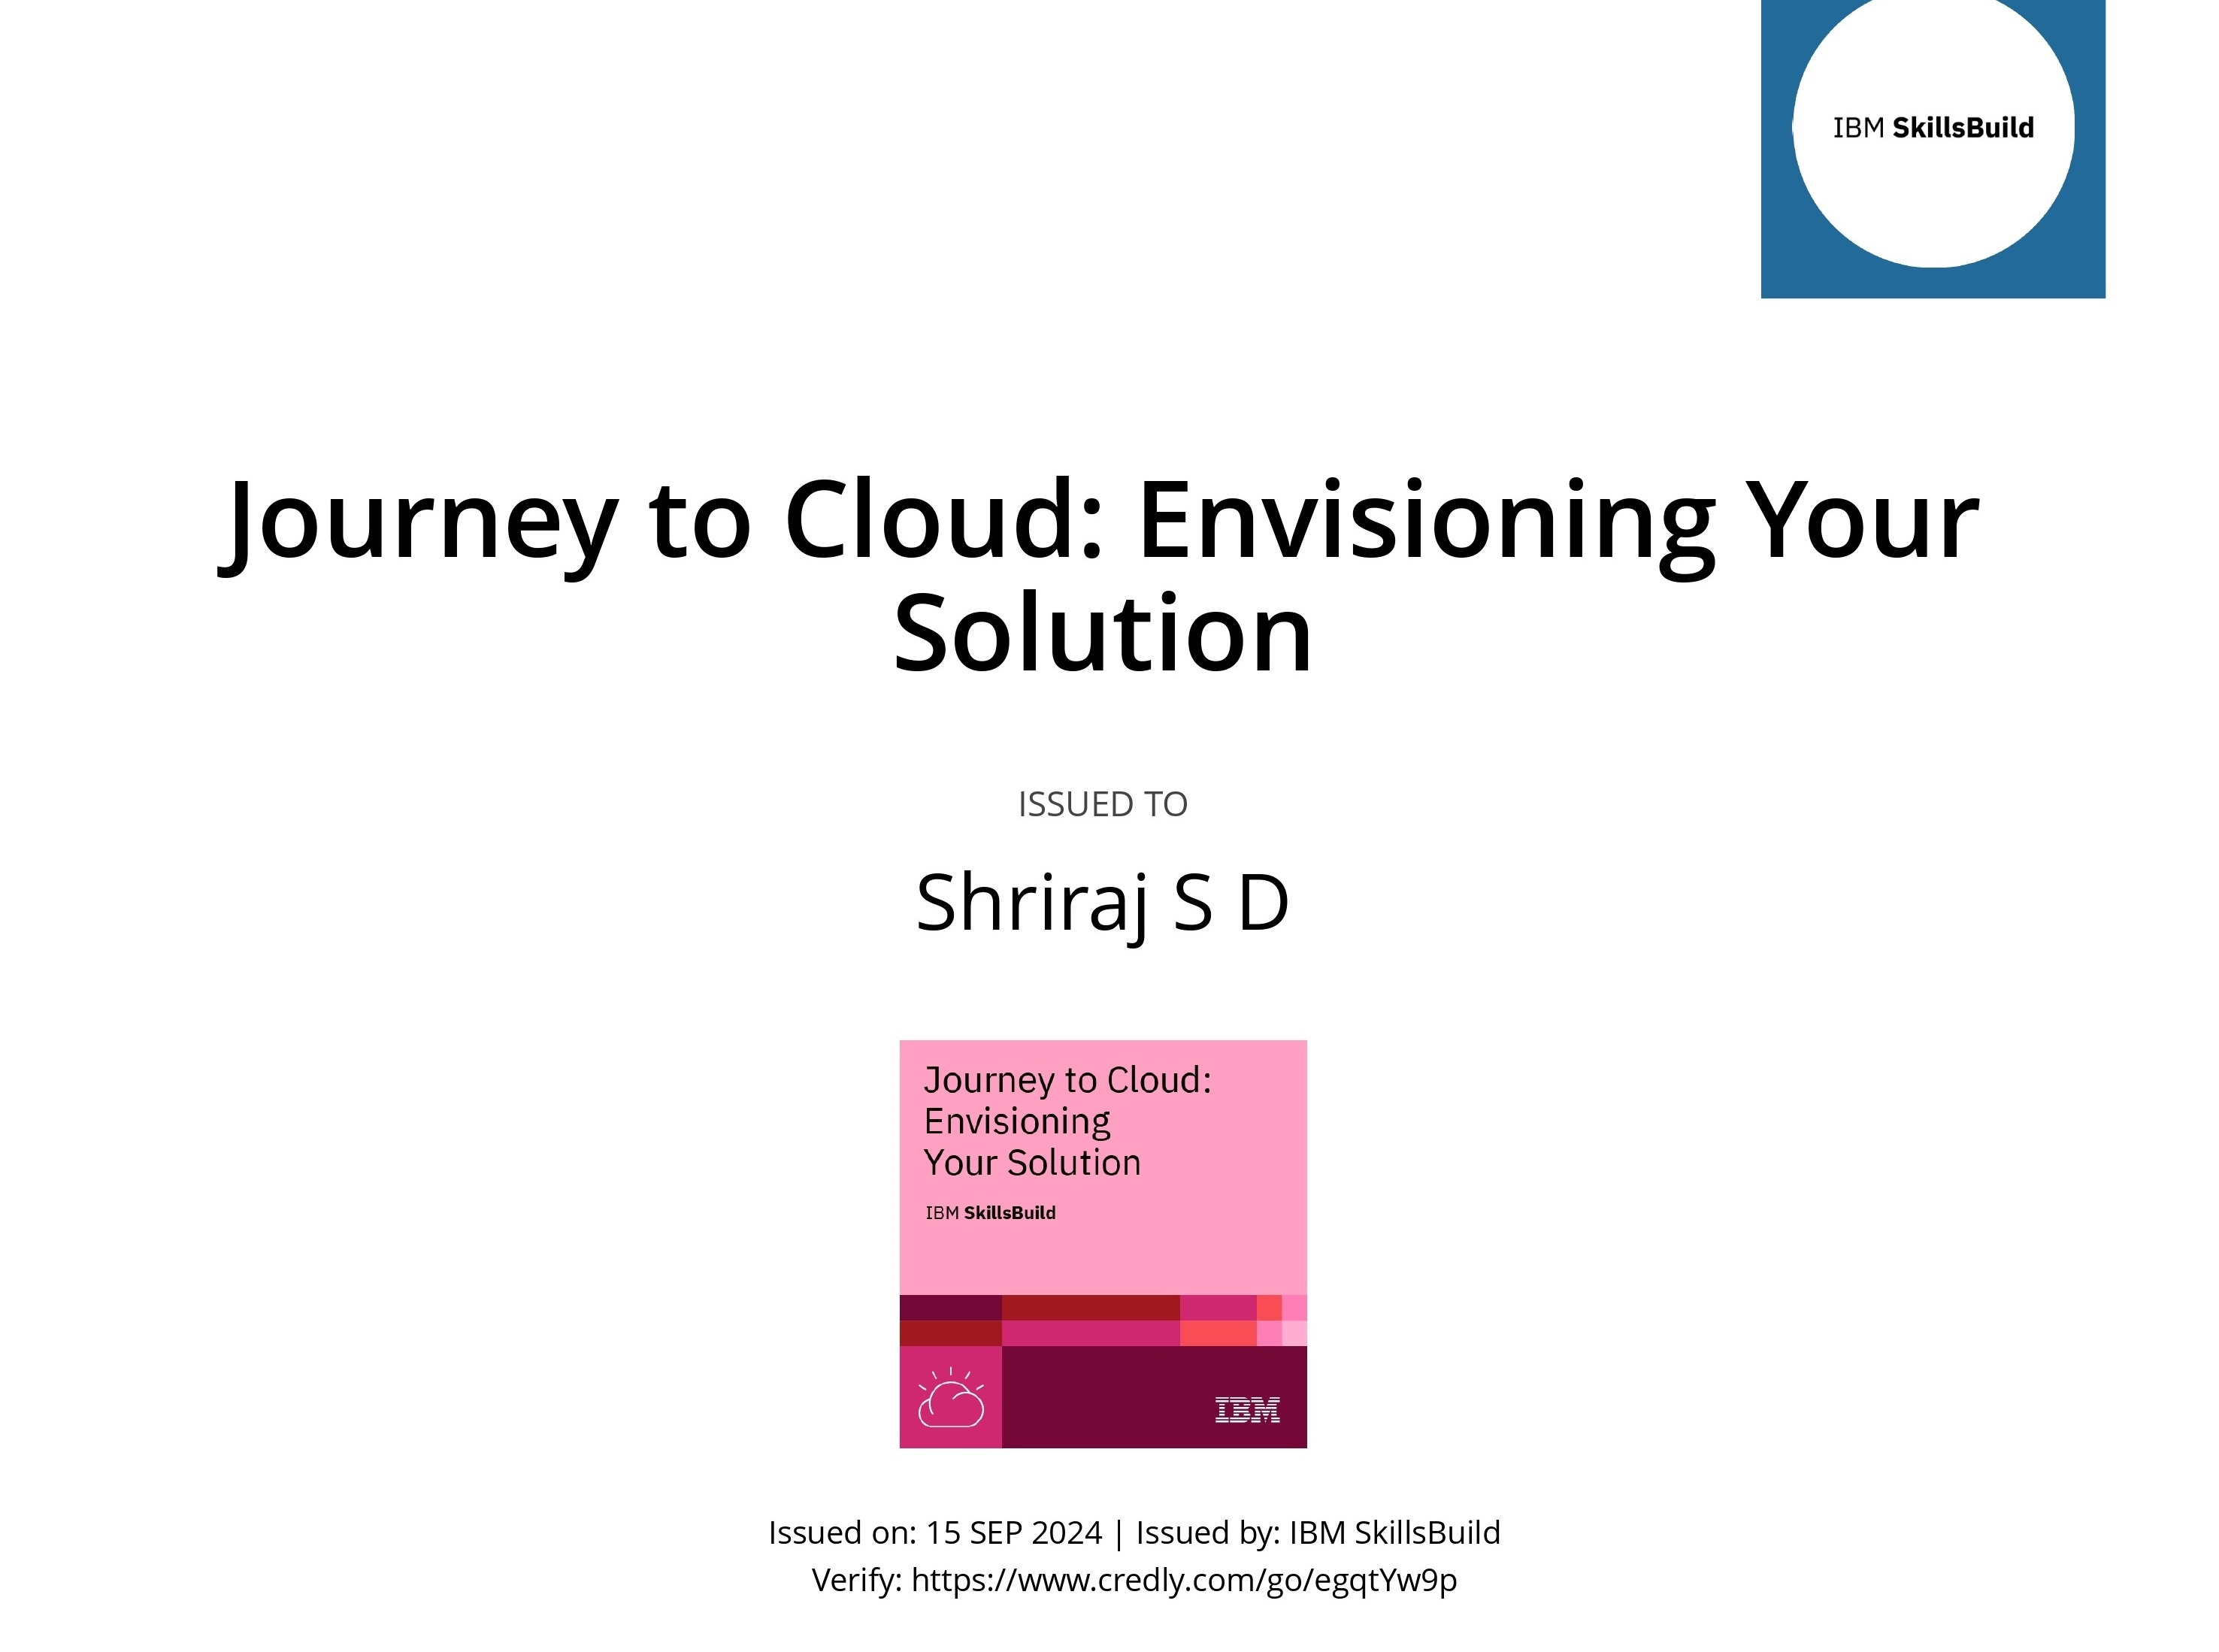 IBM SkillsBuild
Journey to Cloud: Envisioning Your
Solution
ISSUED TO
Shriraj S D
Journey to Cloud:
Envisioning
Your Solution
IBM SkillsBuild
IBM
Issued on: 15 SEP 2024 | Issued by: IBM SkillsBuild
Verify: https://www.credly.com/go/egqtYw9p